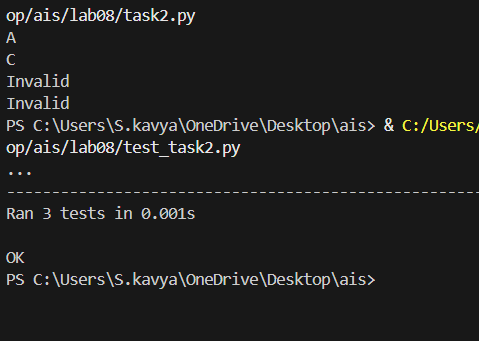 op/ais/lab08/task2.py
A
C
Invalid
Invalid
PS C:\Users\S.kavya\OneDrive\Desktop\ais> & C:/Users/
op/ais/lab08/test_task2.py
...
----------------------------------------------------------------------
Ran 3 tests in 0.001s
OK
PS C:\Users\S.kavya\OneDrive\Desktop\ais>